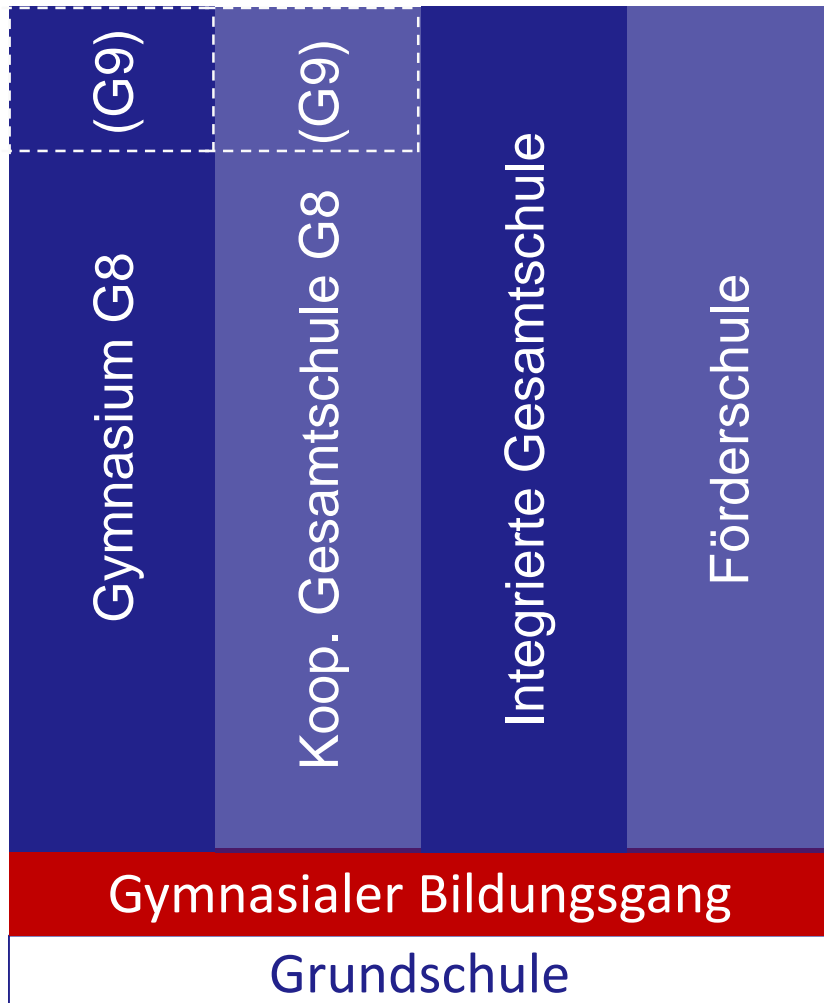 (G9)
(G9)
Gymnasium G8
Koop. Gesamtschule G8
Integrierte Gesamtschule
Förderschule
Gymnasialer Bildungsgang
Grundschule